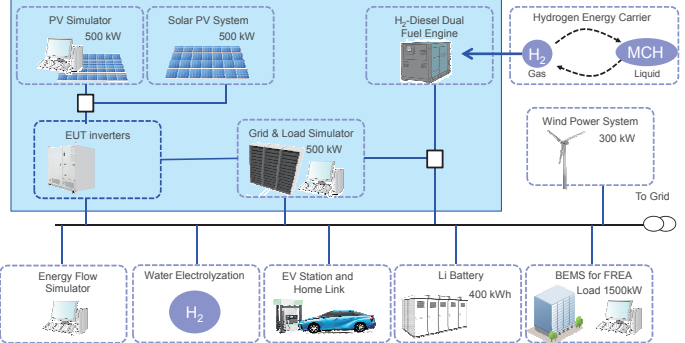 PV Simulator
500 kW
Solar PV System
500 kW
H2-Diesel Dual
Fuel Engine
Hydrogen Energy Carrier
H2
Gas
MCH
Liquid
EUT inverters
Grid & Load Simulator
500 kW
Wind Power System
300 kW
To Grid
Energy Flow
Simulator
Water Electrolyzation
H2
EV Station and
Home Link
Li Battery
400 kWh
BEMS for FREA
Load 1500kW